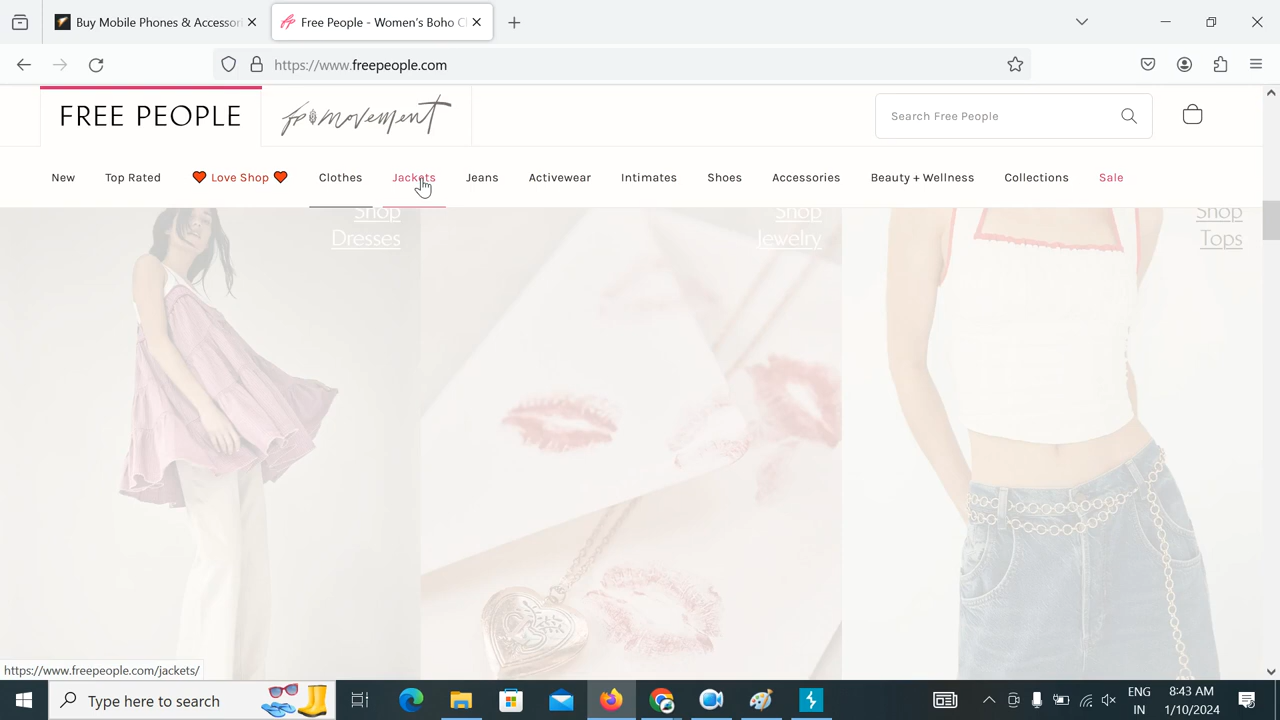 Buy Mobile Phones & Accessori
Free People - Women's Boho Cl
https://www.freepeople.com
FREE PEOPLE
fp movement
Search Free People
New
Top Rated
❤️ Love Shop ❤️
Clothes
Jackets
Jeans
Activewear
Intimates
Shoes
Accessories
Beauty + Wellness
Collections
Sale
Shop
Dresses
Shop
Jewelry
Shop
Tops
https://www.freepeople.com/jackets/
Type here to search
ENG
IN
8:43 AM
1/10/2024